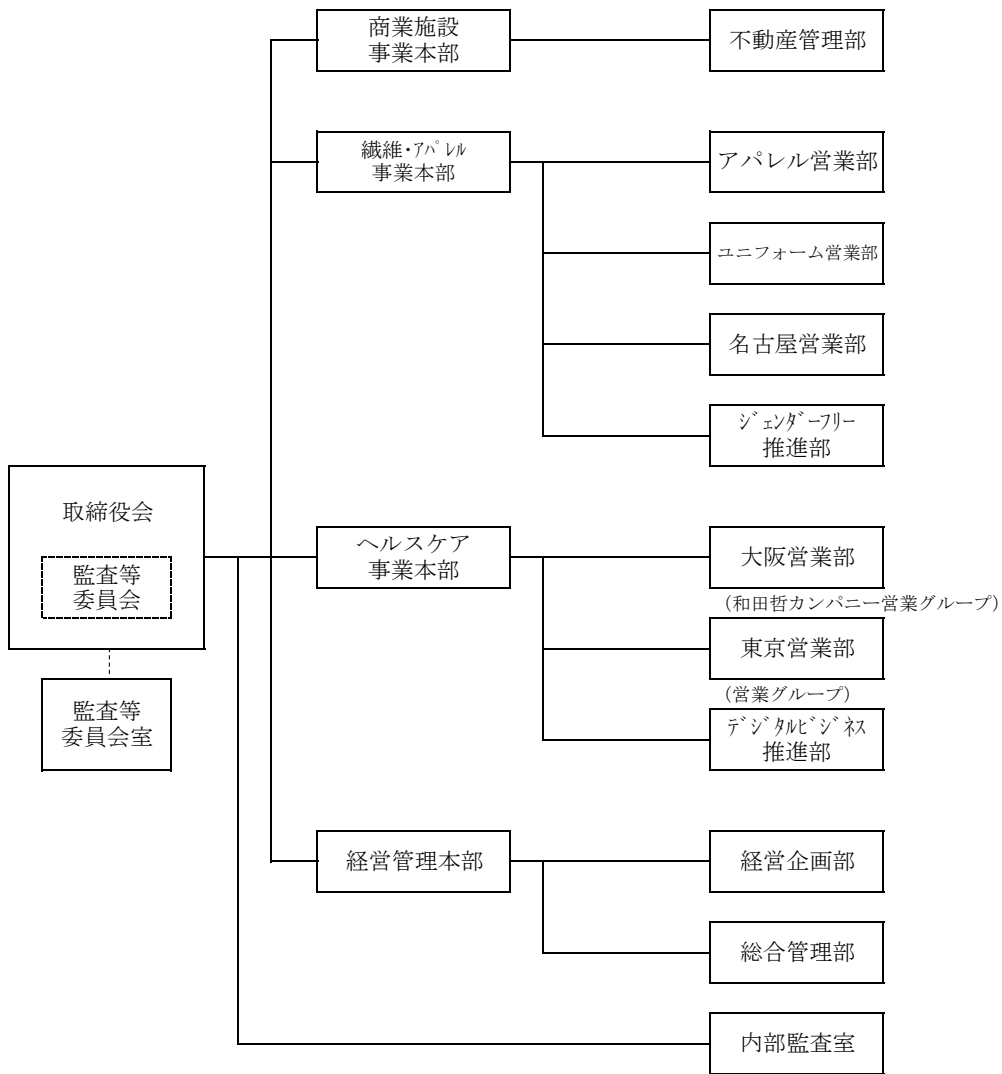 商業施設
事業本部
不動産管理部
繊維・ｱﾊﾟﾚﾙ
事業本部
アパレル営業部
ユニフォーム営業部
名古屋営業部
ｼﾞｪﾝﾀﾞｰﾌﾘｰ
推進部
取締役会
監査等
委員会
監査等
委員会室
ヘルスケア
事業本部
大阪営業部
(和田哲カンパニー営業グループ)
東京営業部
(営業グループ)
ﾃﾞｼﾞﾀﾙﾋﾞｼﾞﾈｽ
推進部
経営管理本部
経営企画部
総合管理部
内部監査室